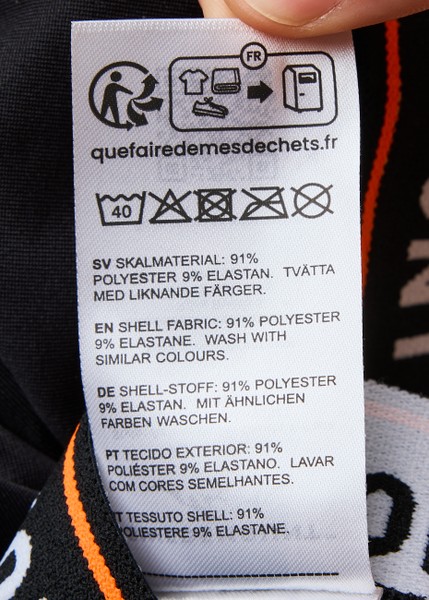 FR
quefairedemesdechets.fr
40
SV SKALMATERIAL: 91%
POLYESTER 9% ELASTAN. TVÄTTA
MED LIKNANDE FÄRGER.
EN SHELL FABRIC: 91% POLYESTER
9% ELASTANE. WASH WITH
SIMILAR COLOURS.
DE SHELL-STOFF: 91% POLYESTER
9% ELASTAN. MIT ÄHNLICHEN
FARBEN WASCHEN.
PT TECIDO EXTERIOR: 91%
POLIÉSTER 9% ELASTANO. LAVAR
COM CORES SEMELHANTES.
IT TESSUTO SHELL: 91%
POLIESTERE 9% ELASTANE.